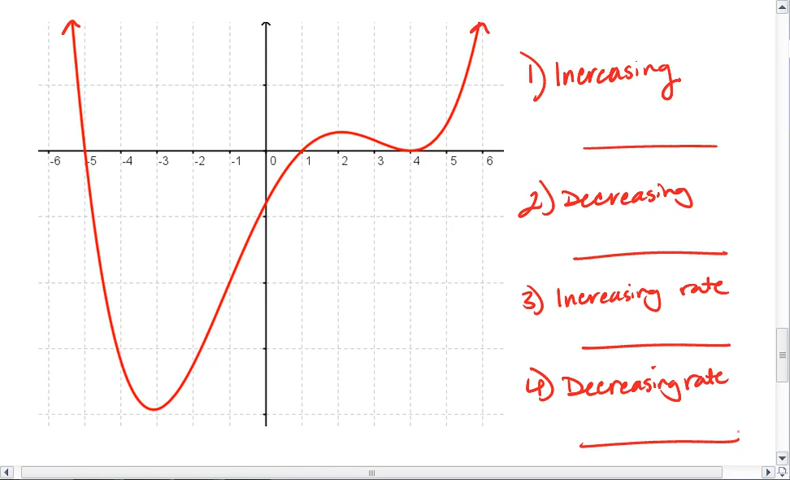 -6 -5 -4 -3 -2 -1 0 1 2 3 4 5 6
1) Increasing
2) Decreasing
3) Increasing rate
4) Decreasing rate